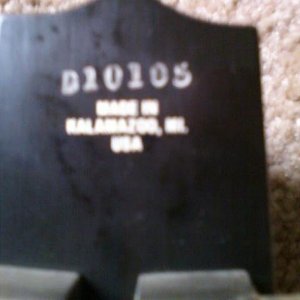 D10105
MADE IN
KALAMAZOO, MI.
USA